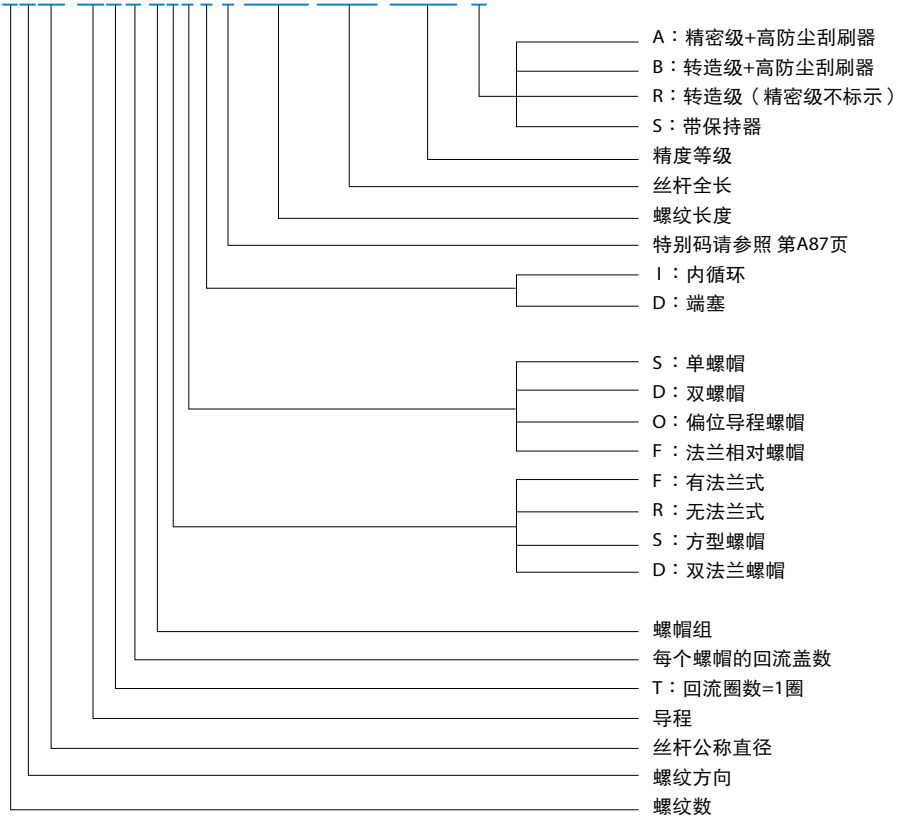 A：精密级+高防尘刮刷器
B：转造级+高防尘刮刷器
R：转造级（精密级不标示）
S：带保持器
精度等级
丝杆全长
螺纹长度
特别码请参照 第A87页
I：内循环
D：端塞
S：单螺帽
D：双螺帽
O：偏位导程螺帽
F：法兰相对螺帽
F：有法兰式
R：无法兰式
S：方型螺帽
D：双法兰螺帽
螺帽组
每个螺帽的回流盖数
T：回流圈数=1圈
导程
丝杆公称直径
螺纹方向
螺纹数